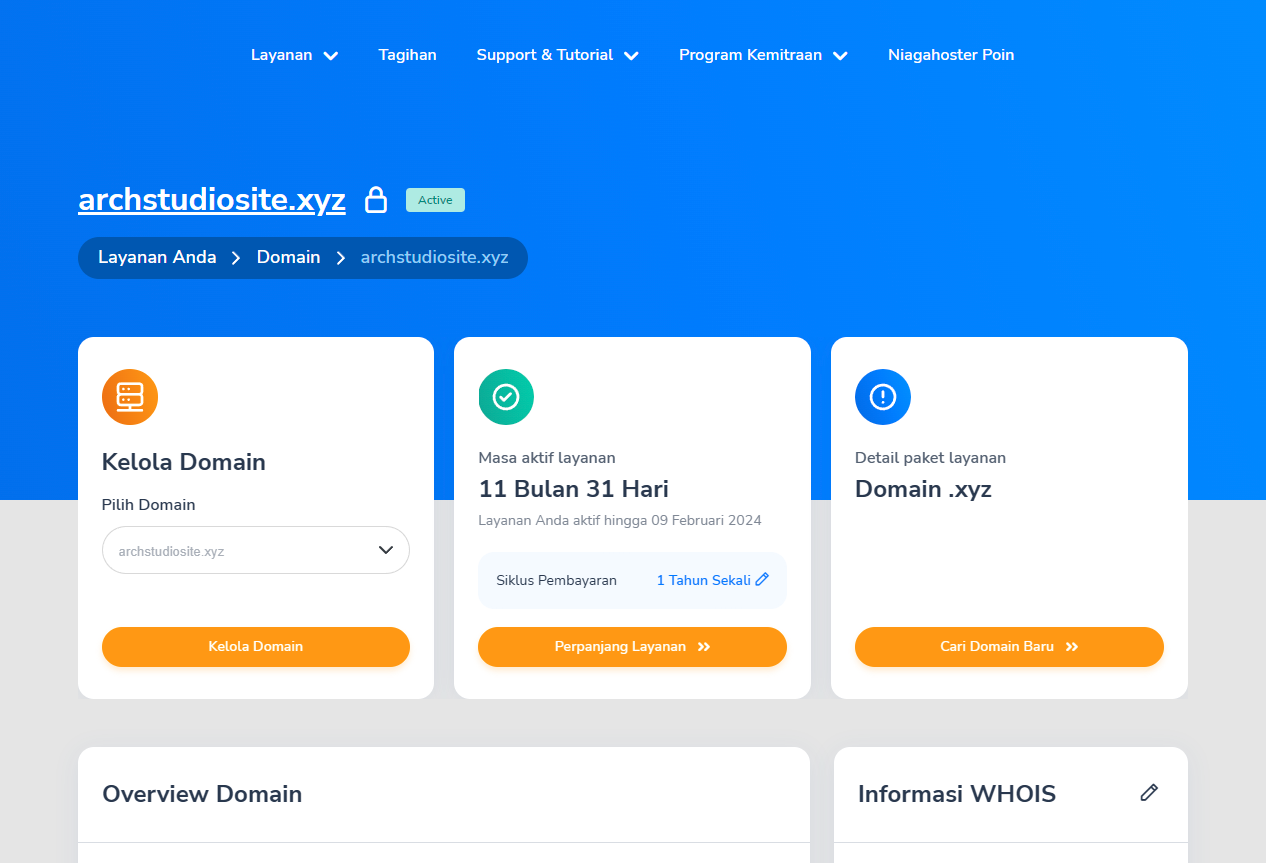 Layanan Tagihan Support & Tutorial Program Kemitraan Niagahoster Poin
archstudiosite.xyz Active
Layanan Anda Domain archstudiosite.xyz
Kelola Domain
Pilih Domain
archstudiosite.xyz
Kelola Domain
Masa aktif layanan
11 Bulan 31 Hari
Layanan Anda aktif hingga 09 Februari 2024
Siklus Pembayaran 1 Tahun Sekali
Perpanjang Layanan
Detail paket layanan
Domain .xyz
Cari Domain Baru
Overview Domain
Informasi WHOIS